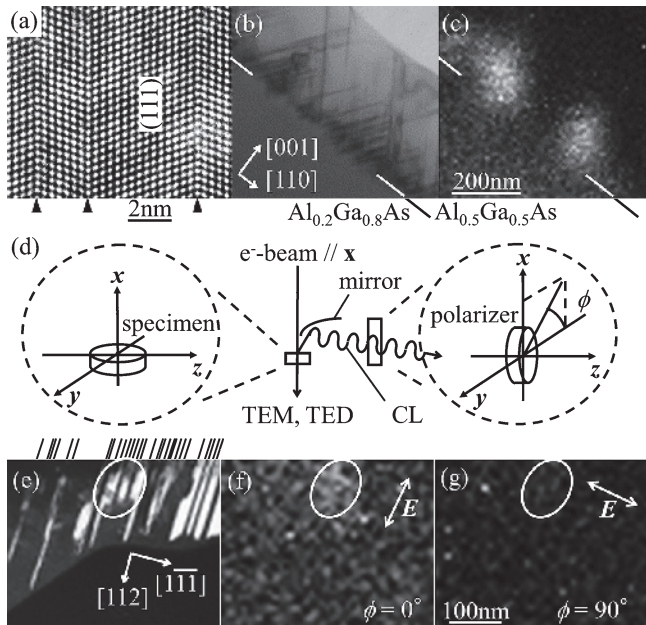 (a)
(b)
(c)
(111)
[001]
[110]
2nm
200nm
Al0.2Ga0.8As
Al0.5Ga0.5As
(d)
e--beam // x
mirror
x
specimen
z
y
x
polarizer
ϕ
z
y
TEM, TED
CL
(e)
(f)
(g)
E
E
[112]
[1̅1̅1]
ϕ = 0°
100nm
ϕ = 90°